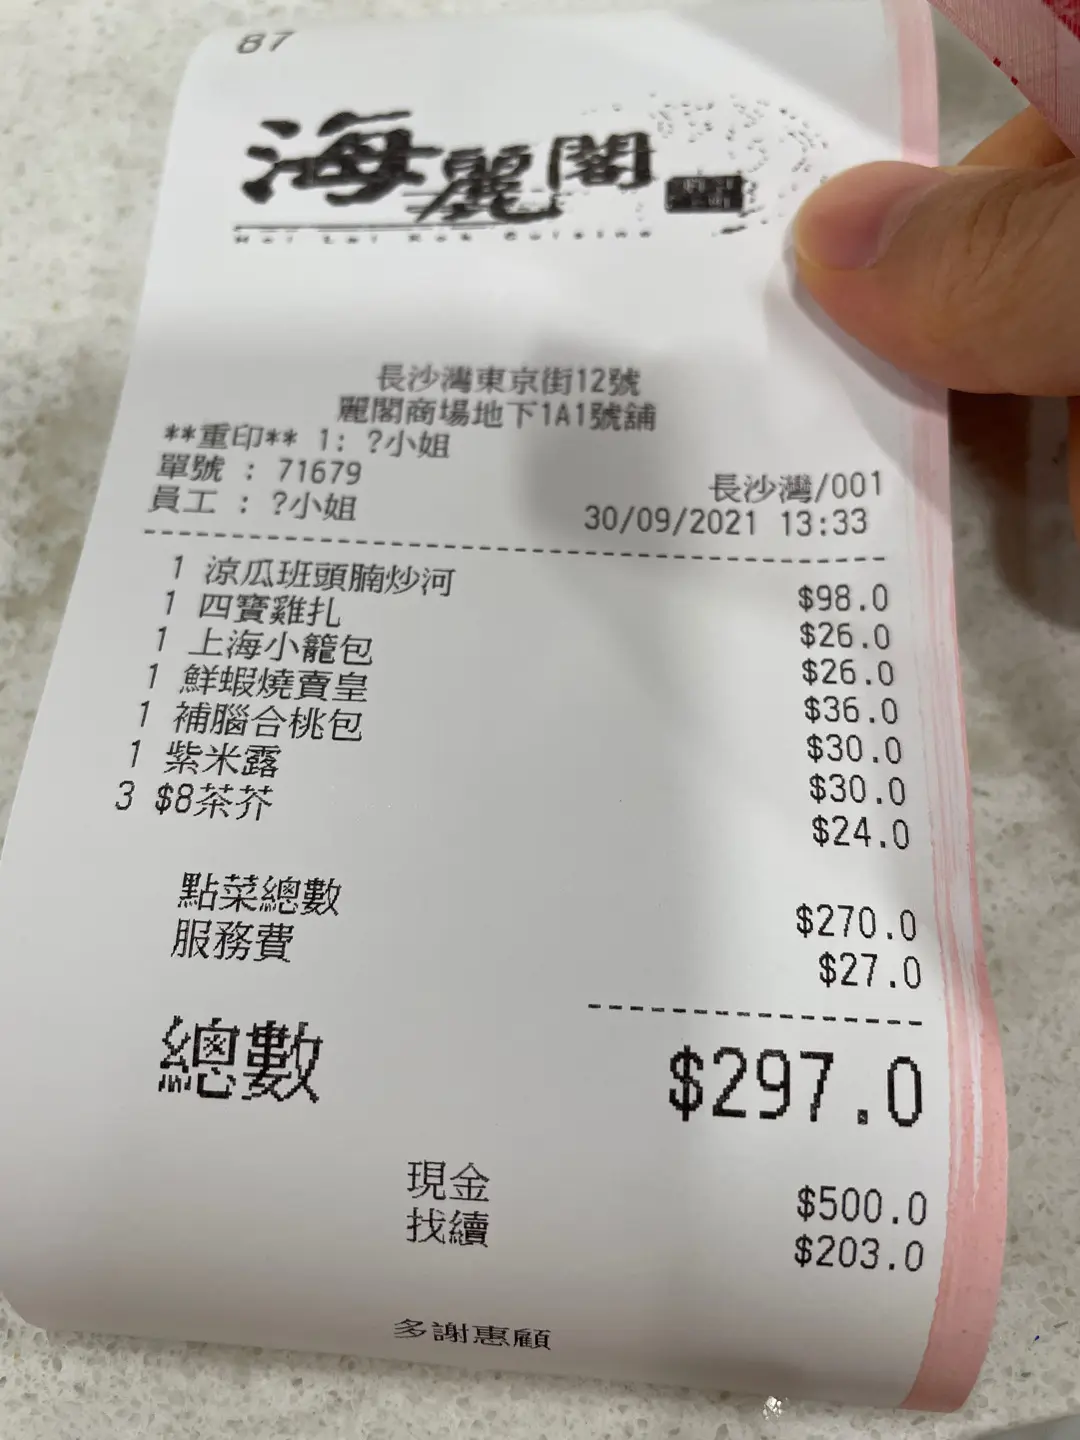 87
海麗閣
Hoi Lai Kok Cuisine
長沙灣東京街12號
麗閣商場地下1A1號舖
**重印** 1: ?小姐
單號 : 71679 長沙灣/001
員工 : ?小姐 30/09/2021 13:33
1 涼瓜班頭腩炒河 $98.0
1 四寶雞扎 $26.0
1 上海小籠包 $26.0
1 鮮蝦燒賣皇 $36.0
1 補腦合桃包 $30.0
1 紫米露 $30.0
3 $8茶芥 $24.0
點菜總數 $270.0
服務費 $27.0
總數 $297.0
現金 $500.0
找續 $203.0
多謝惠顧